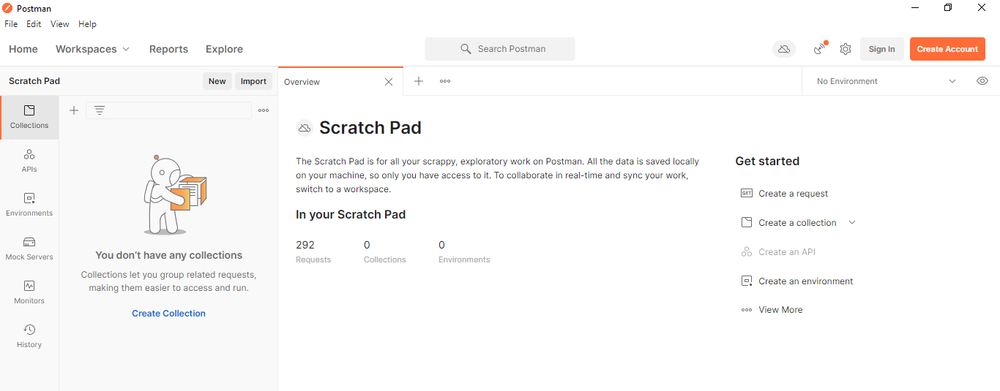 Postman
File Edit View Help
Home Workspaces Reports Explore Search Postman Sign In Create Account
Scratch Pad New Import
Overview No Environment
Collections
APIs
Environments
Mock Servers
Monitors
History
You don’t have any collections
Collections let you group related requests,
making them easier to access and run.
Create Collection
Scratch Pad
The Scratch Pad is for all your scrappy, exploratory work on Postman. All the data is saved locally
on your machine, so only you have access to it. To collaborate in real-time and sync your work,
switch to a workspace.
In your Scratch Pad
292 0 0
Requests Collections Environments
Get started
GET Create a request
Create a collection
Create an API
Create an environment
View More